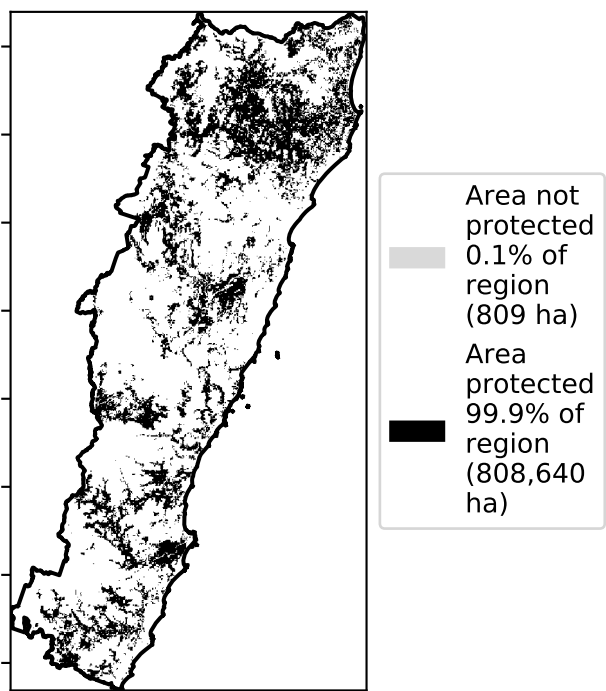 Area not
protected
0.1% of
region
(809 ha)
Area
protected
99.9% of
region
(808,640
ha)